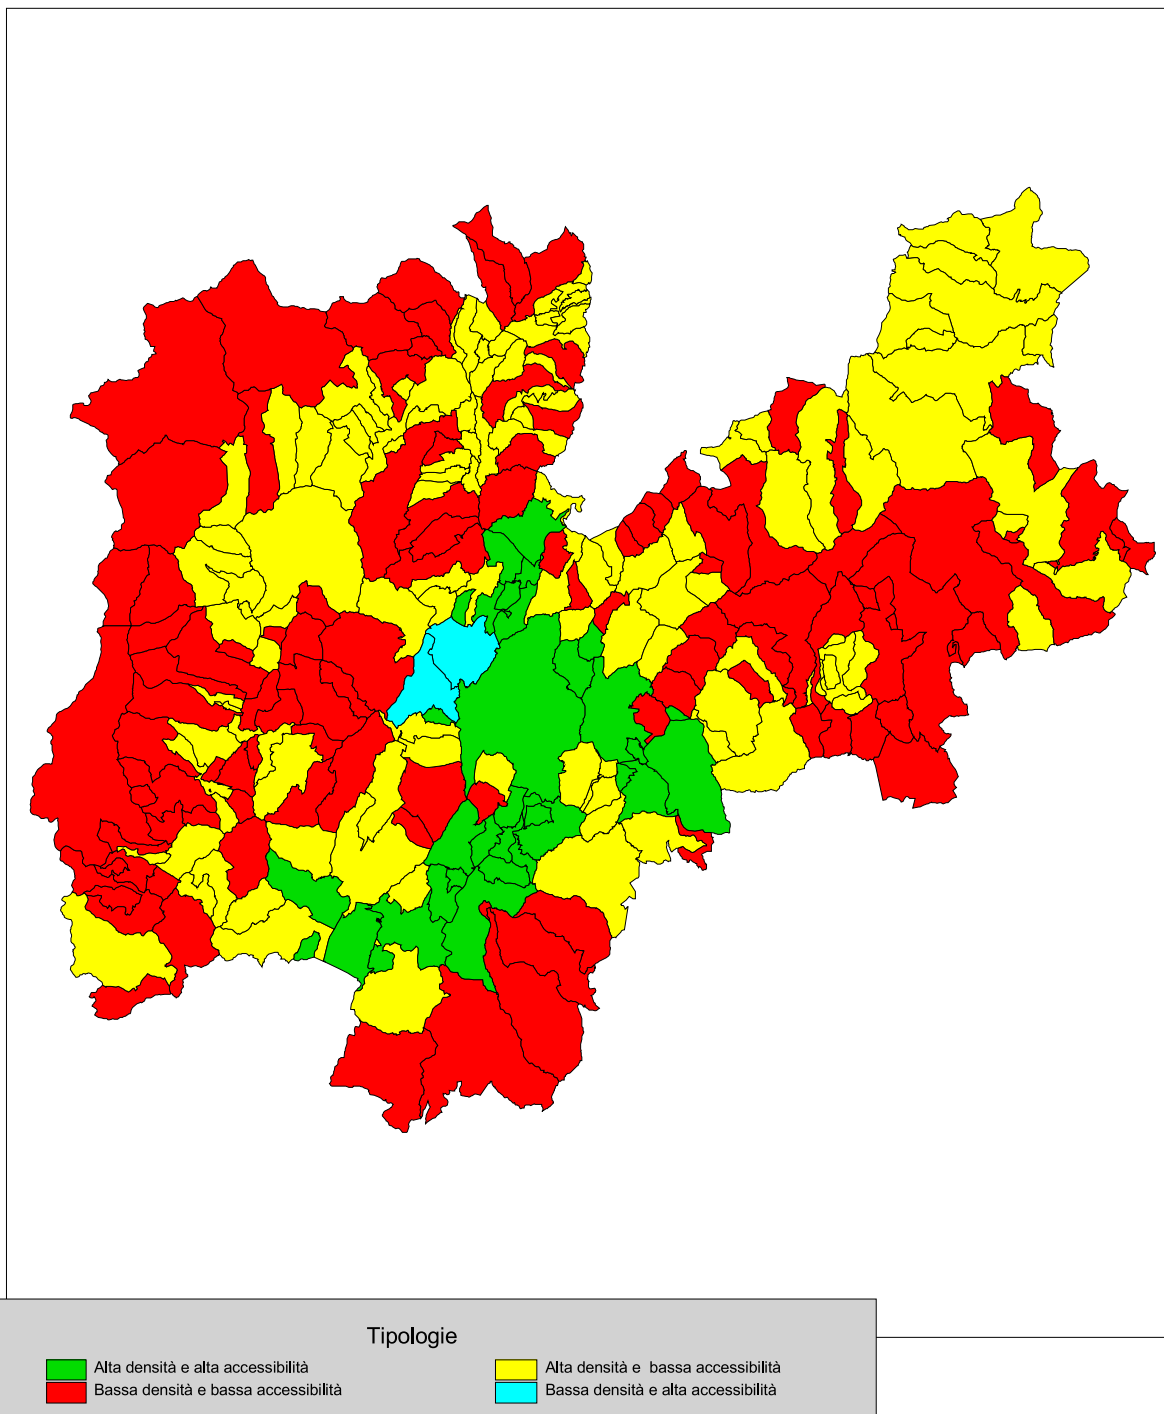 Tipologie
Alta densità e alta accessibilità
Alta densità e bassa accessibilità
Bassa densità e bassa accessibilità
Bassa densità e alta accessibilità